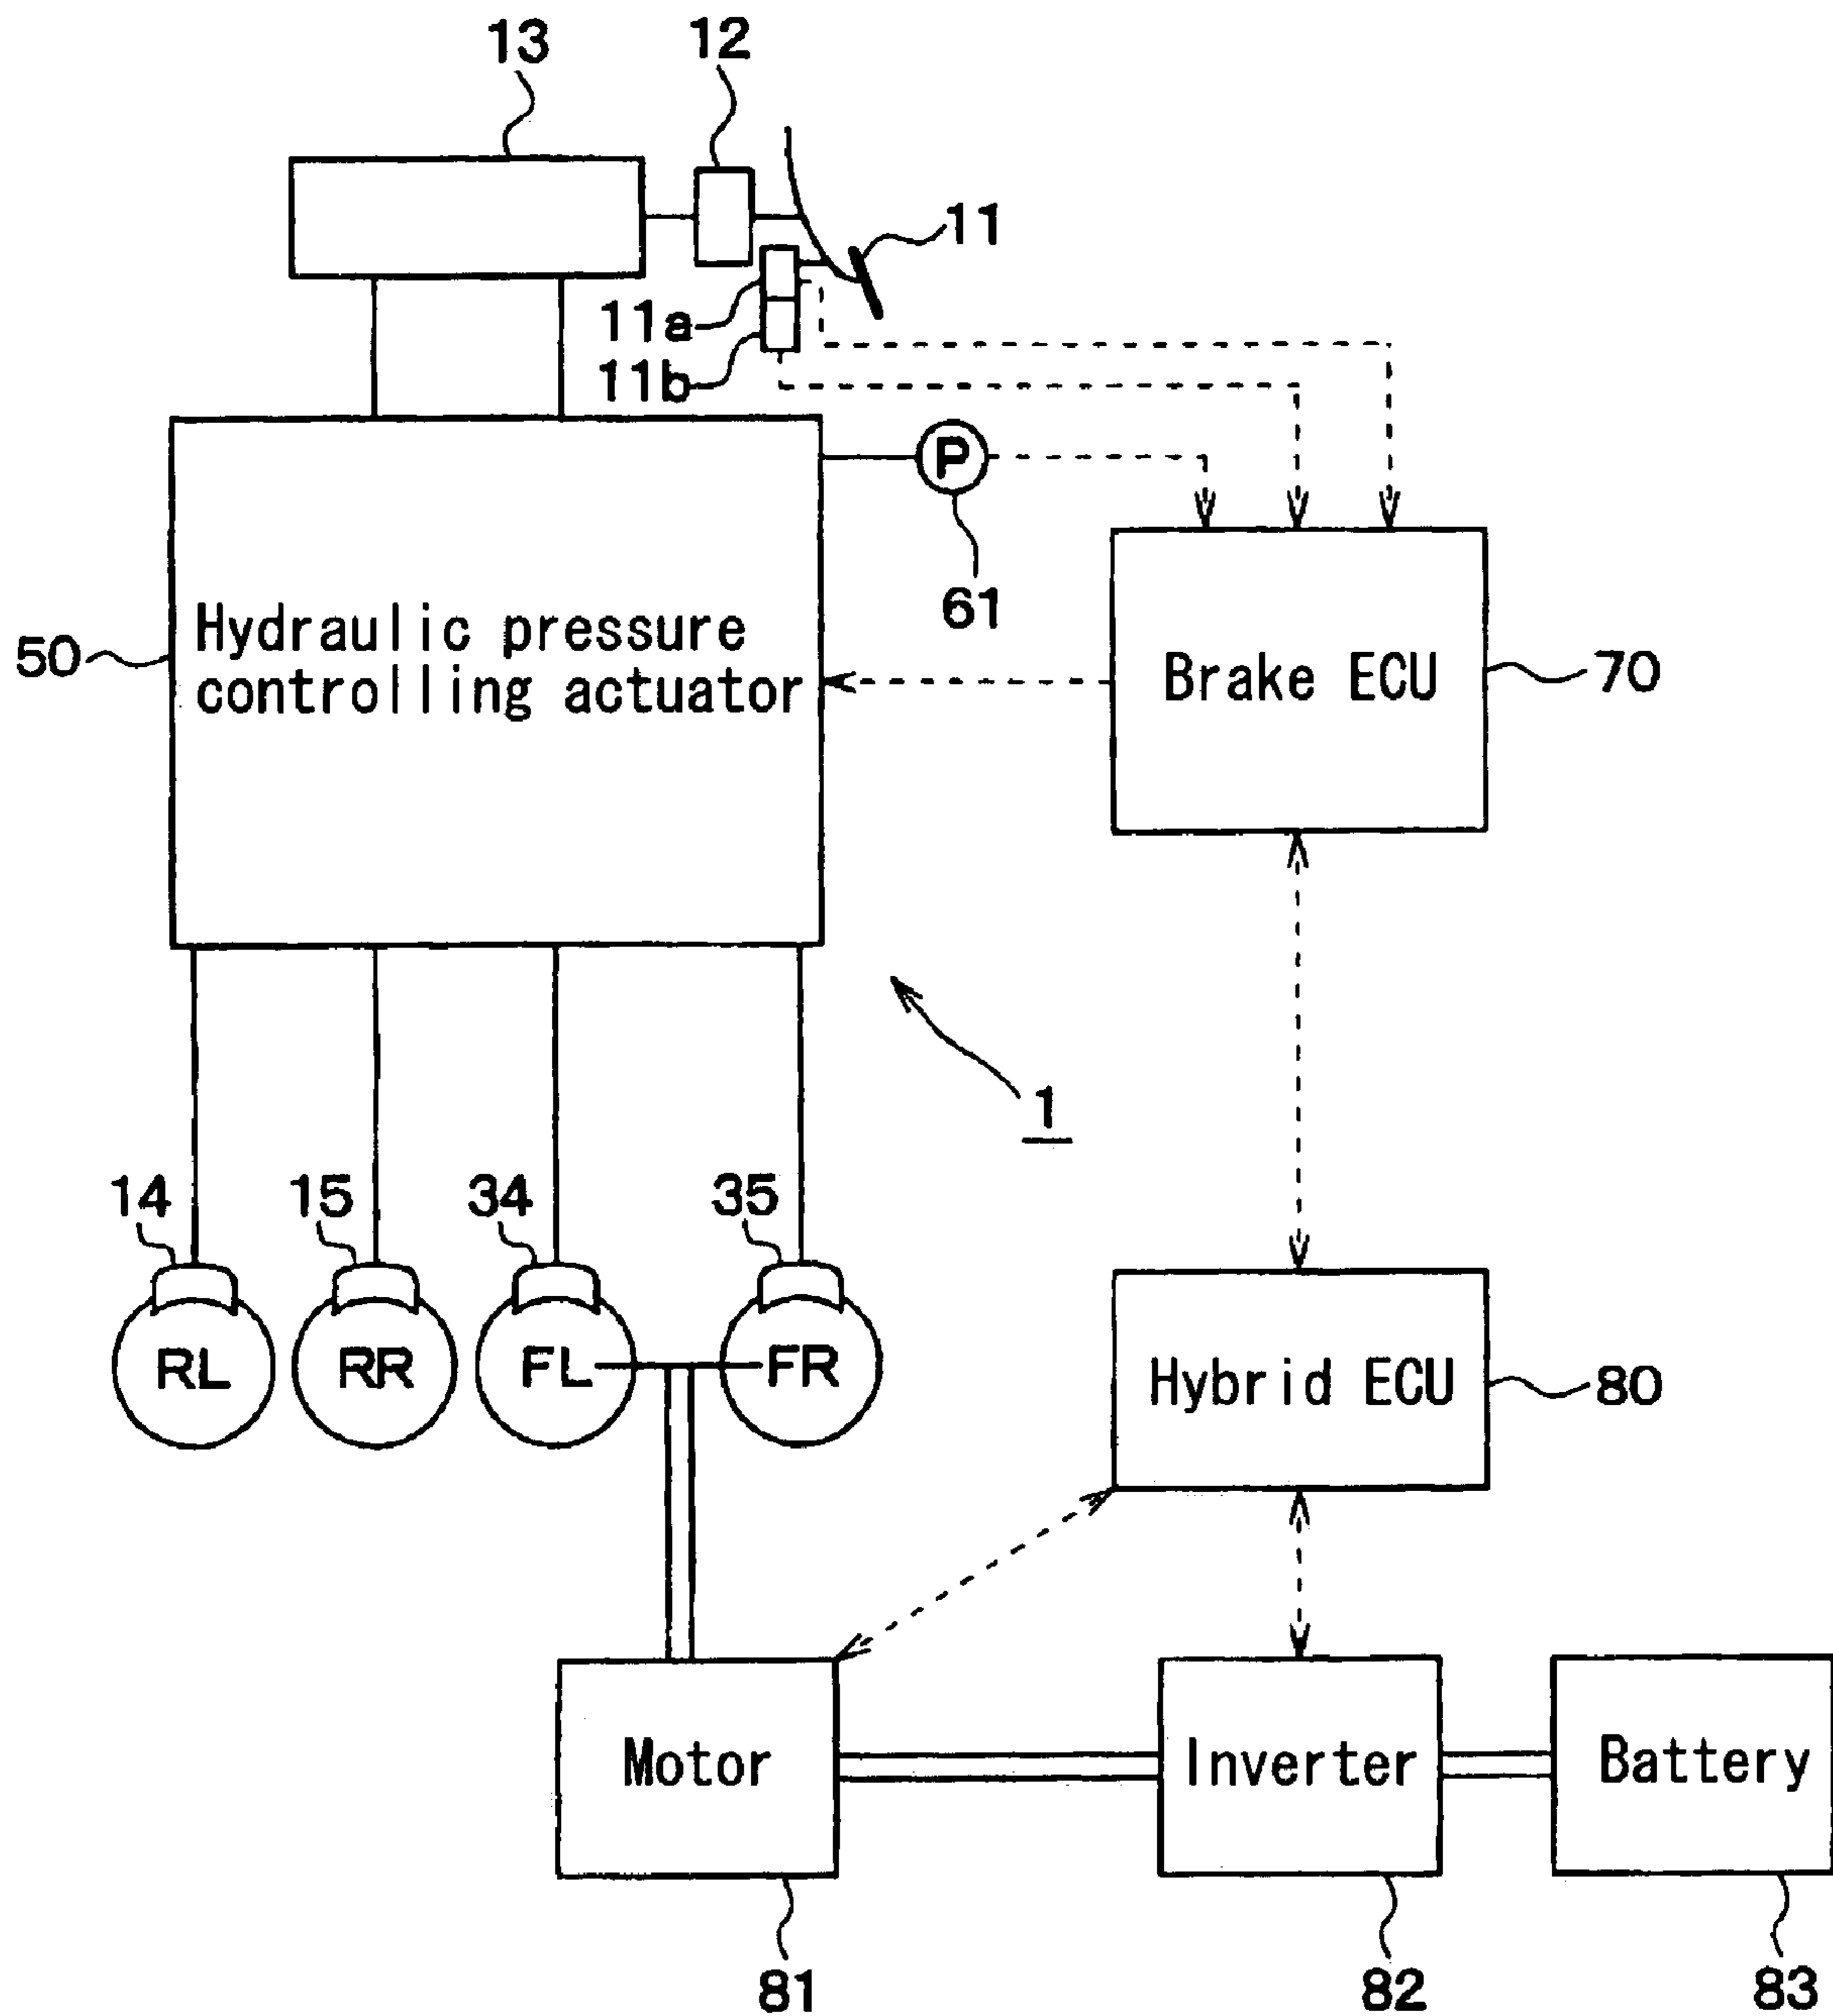 13
12
11
11a
11b
P
61
Hydraulic pressure
controlling actuator
50
Brake ECU
70
1
14
15
34
35
RL
RR
FL
FR
Hybrid ECU
80
Motor
Inverter
Battery
81
82
83